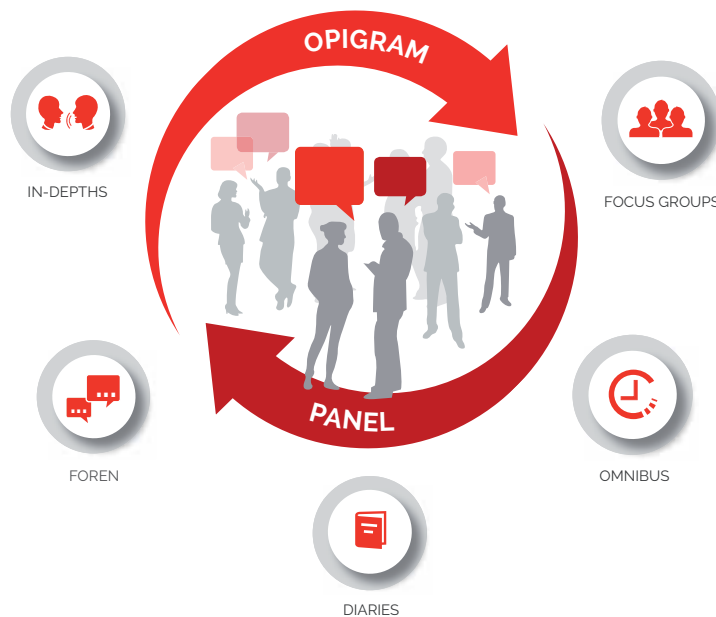 OPIGRAM
IN-DEPTHS
FOCUS GROUPS
PANEL
FOREN
OMNIBUS
DIARIES